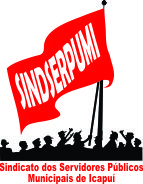 SINDSERPUMI
Sindicato dos Servidores Públicos
Municipais de Icapuí